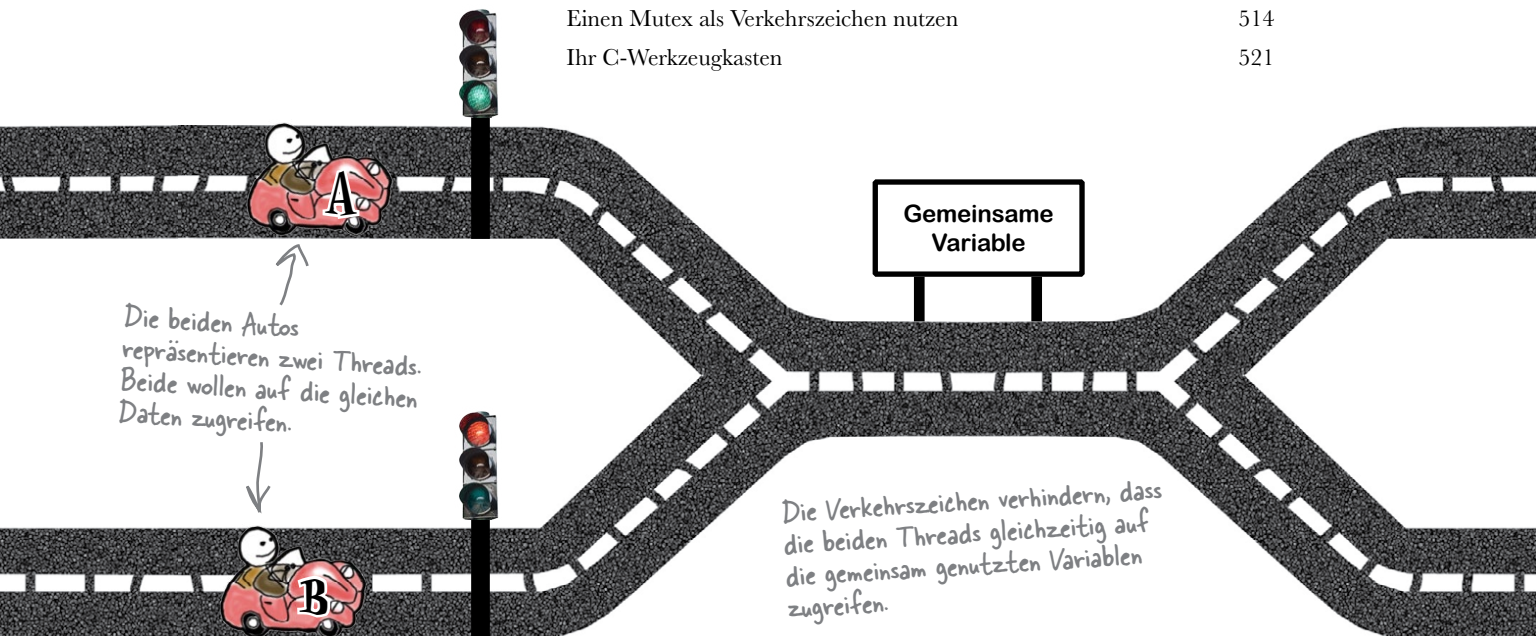 Einen Mutex als Verkehrszeichen nutzen 514
Ihr C-Werkzeugkasten 521
A
Gemeinsame
Variable
Die beiden Autos
repräsentieren zwei Threads.
Beide wollen auf die gleichen
Daten zugreifen.
Die Verkehrszeichen verhindern, dass
die beiden Threads gleichzeitig auf
die gemeinsam genutzten Variablen
zugreifen.
B